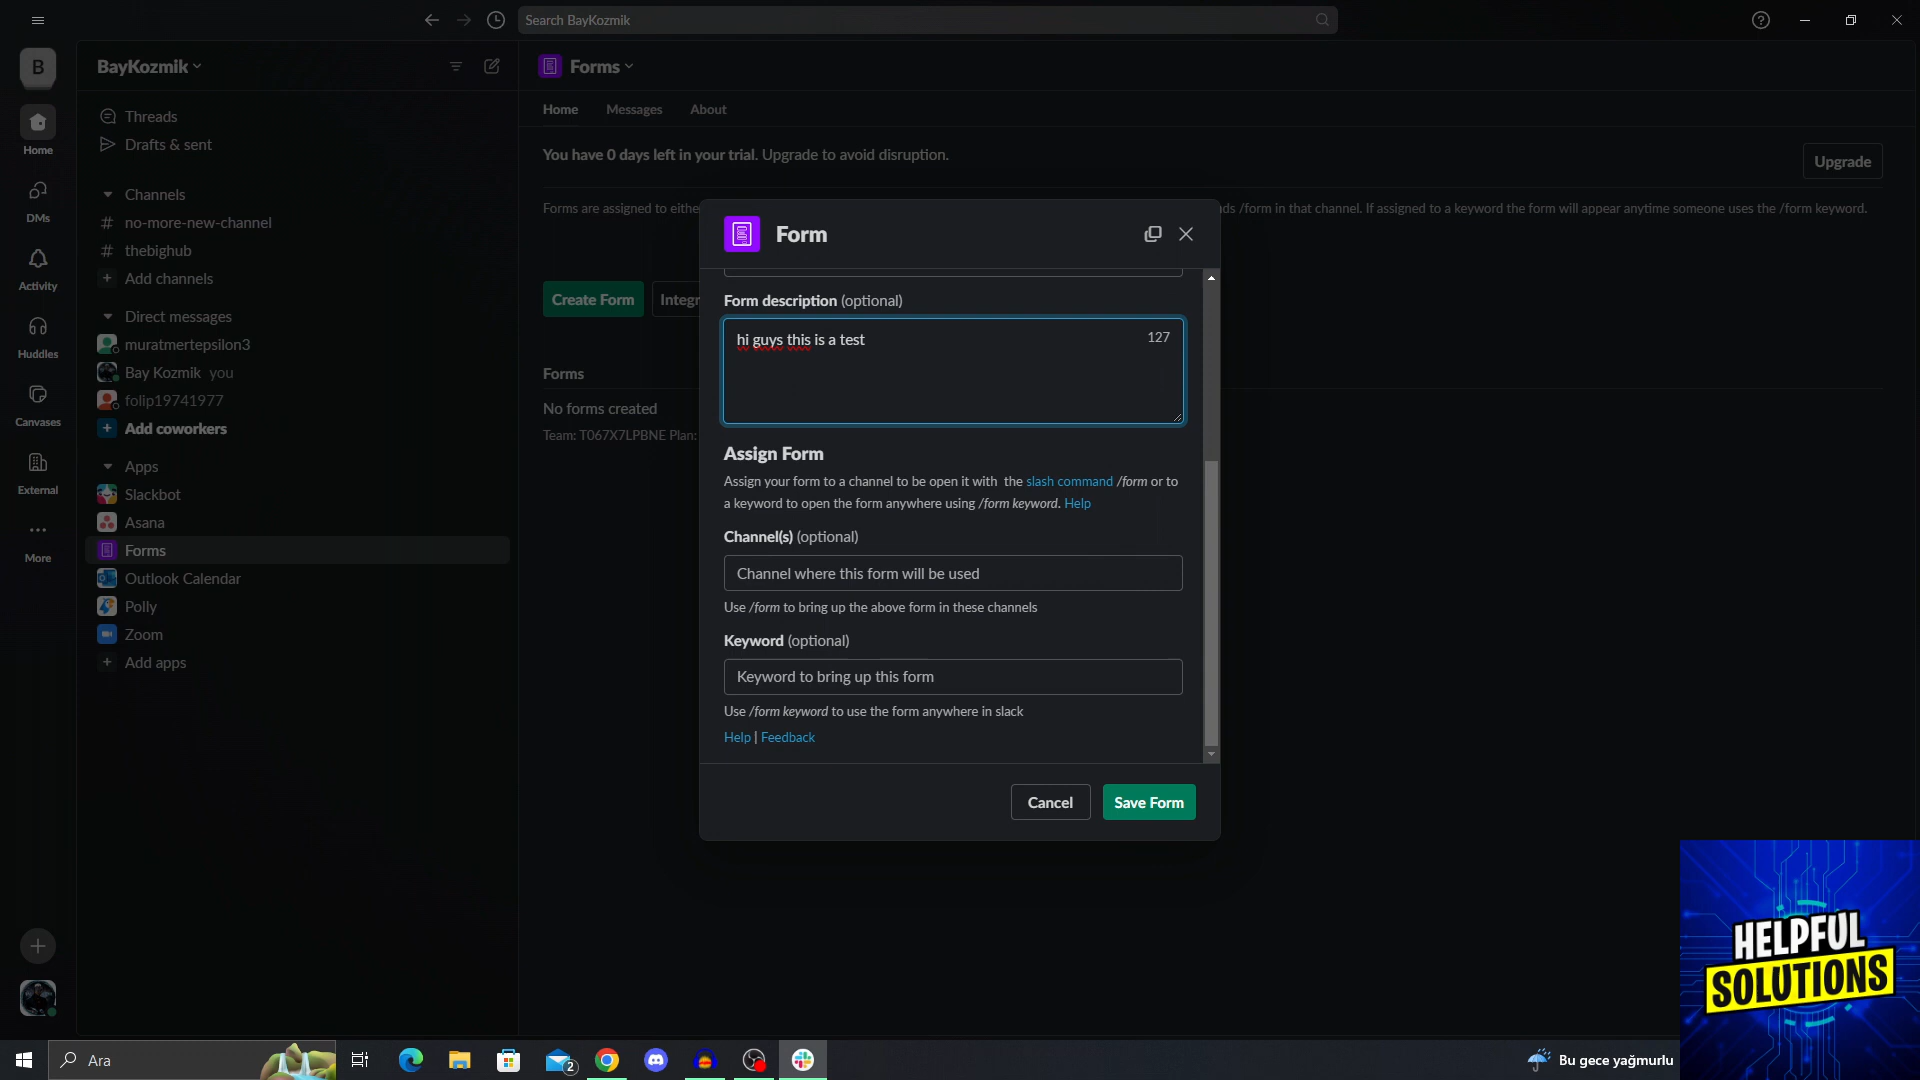 Search BayKozmik
B
BayKozmik
Forms
Home
Messages
About
Threads
Drafts & sent
Home
You have 0 days left in your trial. Upgrade to avoid disruption.
Upgrade
Channels
no-more-new-channel
thebighub
Add channels
DMs
Forms are assigned to eithe
ds /form in that channel. If assigned to a keyword the form will appear anytime someone uses the /form keyword.
Form
Activity
Direct messages
muratmertepsilon3
Bay Kozmik you
folip19741977
Add coworkers
Huddles
Create Form
Integr
Form description (optional)
hi guys this is a test
127
Forms
No forms created
Team: T067X7LPBNE Plan:
Canvases
Apps
Slackbot
Asana
Forms
Outlook Calendar
Polly
Zoom
Add apps
External
More
Assign Form
Assign your form to a channel to be open it with the slash command /form or to
a keyword to open the form anywhere using /form keyword. Help
Channel(s) (optional)
Channel where this form will be used
Use /form to bring up the above form in these channels
Keyword (optional)
Keyword to bring up this form
Use /form keyword to use the form anywhere in slack
Help | Feedback
Cancel
Save Form
HELPFUL
SOLUTIONS
Ara
2
Bu gece yağmurlu